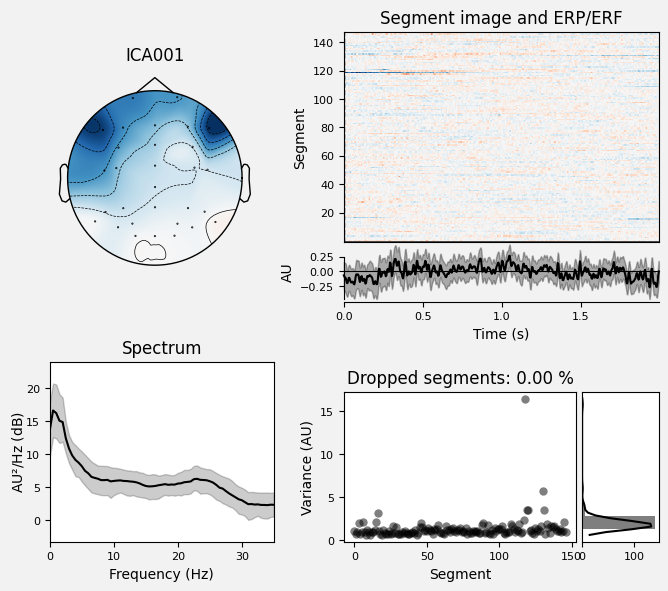 ICA001
Segment image and ERP/ERF
Segment
140
120
100
80
60
40
20
AU
0.25
0.00
−0.25
0.0 0.5 1.0 1.5
Time (s)
Spectrum
AU²/Hz (dB)
20
15
10
5
0
0 10 20 30
Frequency (Hz)
Dropped segments: 0.00 %
Variance (AU)
15
10
5
0
0 50 100 150
Segment
0 100